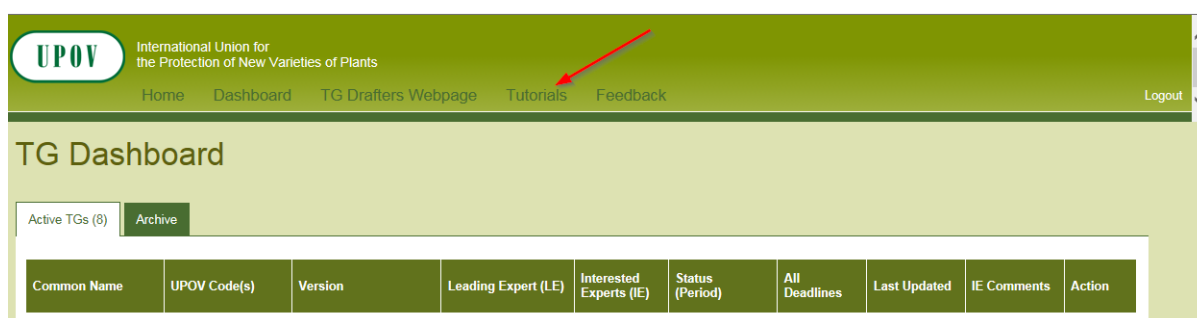 UPOV
International Union for
the Protection of New Varieties of Plants
Home Dashboard TG Drafters Webpage Tutorials Feedback
Logout
TG Dashboard
Active TGs (8) Archive
Common Name UPOV Code(s) Version Leading Expert (LE) Interested Experts (IE) Status (Period) All Deadlines Last Updated IE Comments Action